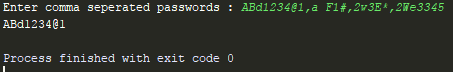 Enter comma seperated passwords : ABd1234@1,a F1#,2w3E*,2We3345
ABd1234@1
Process finished with exit code 0